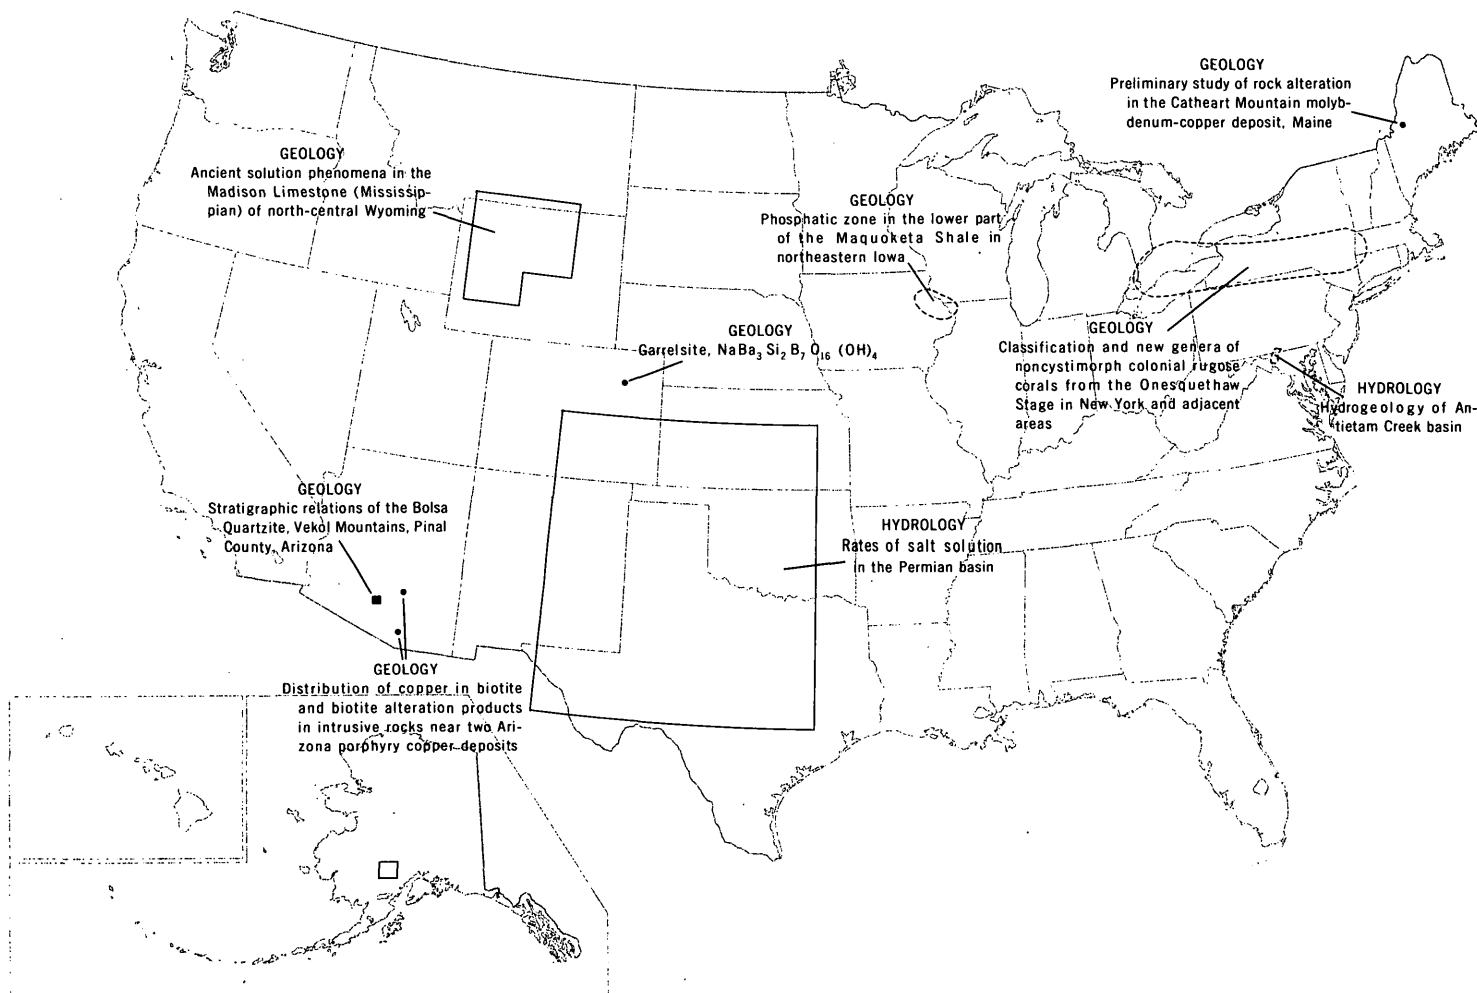 GEOLOGY
Preliminary study of rock alteration
in the Catheart Mountain molyb-
denum-copper deposit, Maine
GEOLOGY
Ancient solution phenomena in the
Madison Limestone (Mississip-
pian) of north-central Wyoming
GEOLOGY
Phosphatic zone in the lower part
of the Maquoketa Shale in
northeastern Iowa
GEOLOGY
Garrelsite, NaBa₃ Si₂ B₇ O₁₆ (OH)₄
GEOLOGY
Classification and new genera of
noncystimorph colonial rugose
corals from the Onesquethaw
Stage in New York and adjacent
areas
HYDROLOGY
Hydrogeology of An-
tietam Creek basin
GEOLOGY
Stratigraphic relations of the Bolsa
Quartzite, Vekol Mountains, Pinal
County, Arizona
HYDROLOGY
Rates of salt solution
in the Permian basin
GEOLOGY
Distribution of copper in biotite
and biotite alteration products
in intrusive rocks near two Ari-
zona porphyry copper deposits